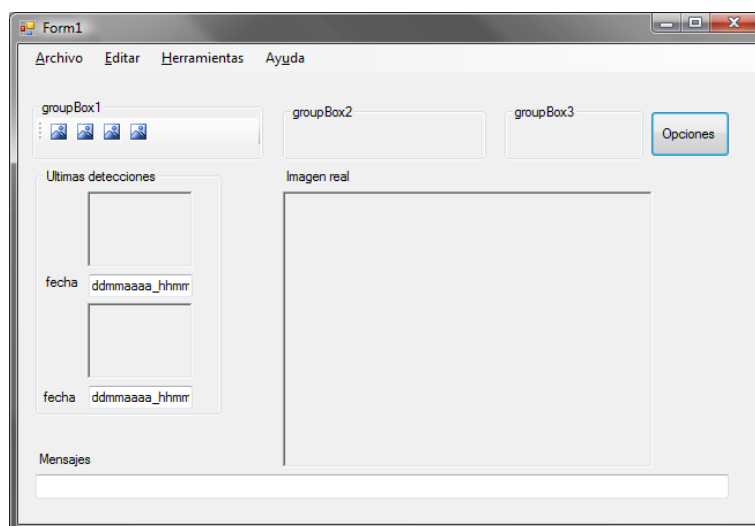 Form1
Archivo Editar Herramientas Ayuda
groupBox1
groupBox2
groupBox3
Opciones
Ultimas detecciones
Imagen real
fecha ddmmaaaa_hhmm
fecha ddmmaaaa_hhmm
Mensajes